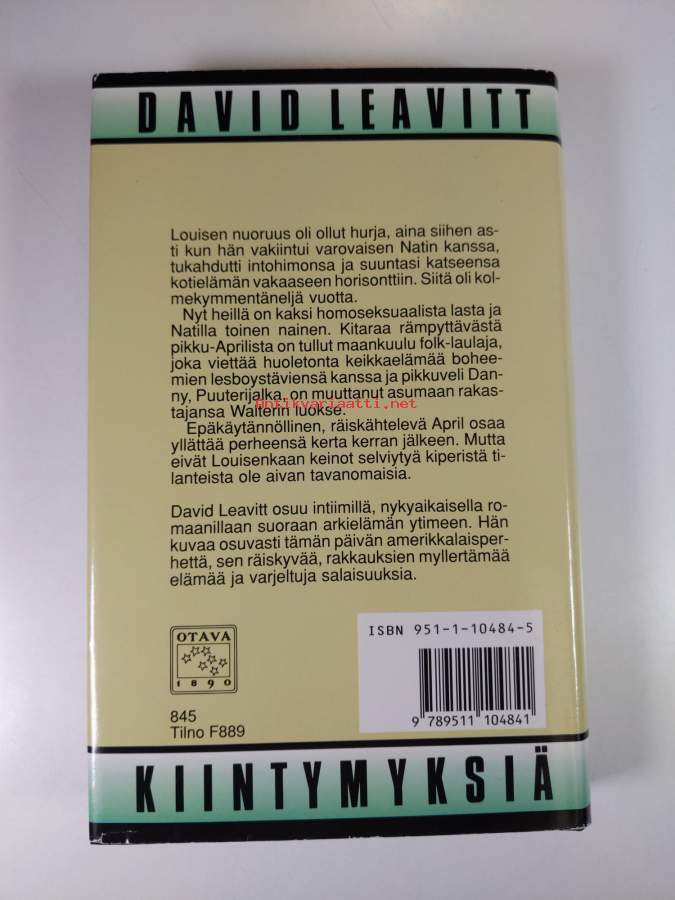 DAVID LEAVITT
Louisen nuoruus oli ollut hurja, aina siihen as-
ti kun hän vakiintui varovaisen Natin kanssa,
tukahdutti intohimonsa ja suuntasi katseensa
kotielämän vakaaseen horisonttiin. Siitä oli kol-
mekymmentäneljä vuotta.
Nyt heillä on kaksi homoseksuaalista lasta ja
Natilla toinen nainen. Kitaraa rämpyttävästä
pikku-Aprilista on tullut maankuulu folk-laulaja,
joka viettää huoletonta keikkaelämää bohee-
mien lesboystäviensä kanssa ja pikkuveli Dan-
ny, Puuterijalka, on muuttanut asumaan rakas-
tajansa Walterin luokse.
Antikvariaatti.net
Epäkäytännöllinen, räiskähtelevä April osaa
yllättää perheensä kerta kerran jälkeen. Mutta
eivät Louisenkaan keinot selviytyä kiperistä ti-
lanteista ole aivan tavanomaisia.
David Leavitt osuu intiimillä, nykyaikaisella ro-
maanillaan suoraan arkielämän ytimeen. Hän
kuvaa osuvasti tämän päivän amerikkalaisper-
hettä, sen räiskyvää, rakkauksien myllertämää
elämää ja varjeltuja salaisuuksia.
OTAVA
1890
845
Tilno F889
ISBN 951-1-10484-5
9 789511 104841
KIINTYMYKSIÄ